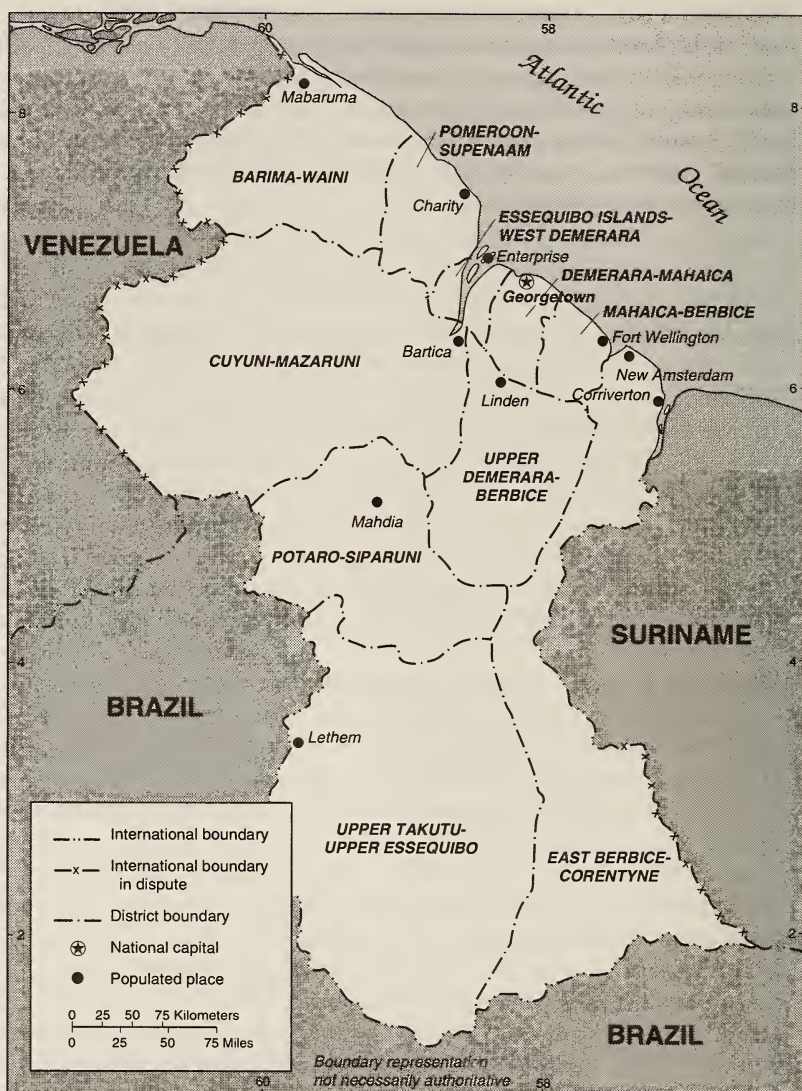 60
58
8
8
Atlantic
Ocean
Mabaruma
POMEROON-
SUPENAAM
BARIMA-WAINI
Charity
ESSEQUIBO ISLANDS-
WEST DEMERARA
VENEZUELA
Enterprise
DEMERARA-MAHAICA
Georgetown
MAHAICA-BERBICE
Bartica
Fort Wellington
CUYUNI-MAZARUNI
New Amsterdam
6
6
Linden
Corriverton
UPPER
DEMERARA-
BERBICE
Mahdia
POTARO-SIPARUNI
SURINAME
4
4
BRAZIL
Lethem
UPPER TAKUTU-
UPPER ESSEQUIBO
EAST BERBICE-
CORENTYNE
International boundary
International boundary
in dispute
District boundary
National capital
Populated place
0 25 50 75 Kilometers
0 25 50 75 Miles
2
2
BRAZIL
Boundary representation
not necessarily authoritative
60
58